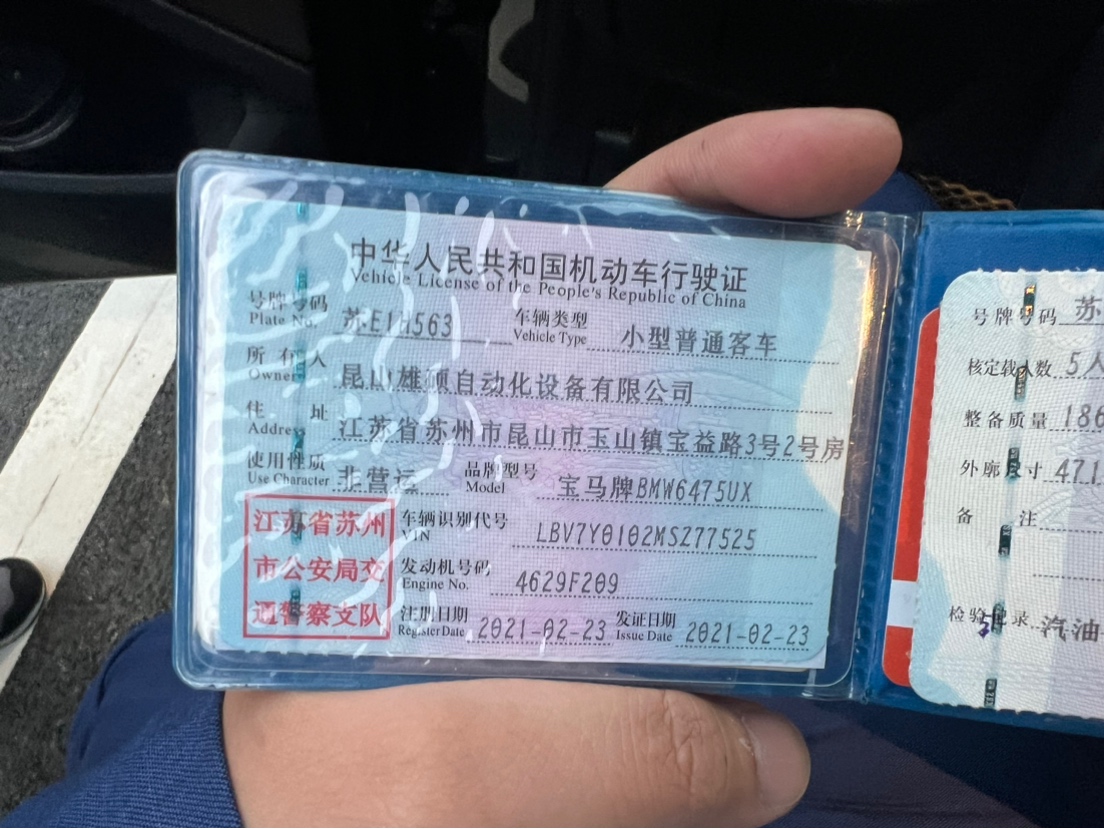 中华人民共和国机动车行驶证
Vehicle License of the People's Republic of China
号牌号码 苏E1H563 车辆类型 小型普通客车
Plate No. Vehicle Type
所有人 昆山雄硕自动化设备有限公司
Owner
住址 江苏省苏州市昆山市玉山镇宝益路3号2号房
Address
使用性质 非营运 品牌型号 宝马牌BMW6475UX
Use Character Model
江苏省苏州
市公安局交
通警察支队
车辆识别代号 LBV7Y0102MSZ77525
VIN
发动机号码 4629F209
Engine No.
注册日期 2021-02-23 发证日期 2021-02-23
Register Date Issue Date
号牌号码 苏
核定载人数 5人
整备质量 186
外廓尺寸 471
备注
检验记录 汽油